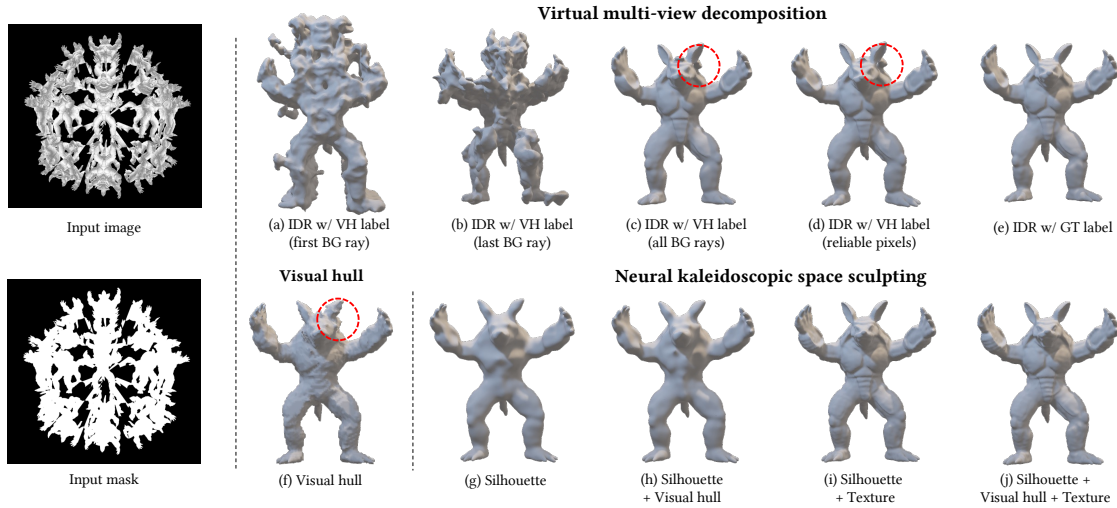 Virtual multi-view decomposition
Input image
(a) IDR w/ VH label
(first BG ray)
(b) IDR w/ VH label
(last BG ray)
(c) IDR w/ VH label
(all BG rays)
(d) IDR w/ VH label
(reliable pixels)
(e) IDR w/ GT label
Visual hull
Neural kaleidoscopic space sculpting
Input mask
(f) Visual hull
(g) Silhouette
(h) Silhouette
+ Visual hull
(i) Silhouette
+ Texture
(j) Silhouette +
Visual hull + Texture